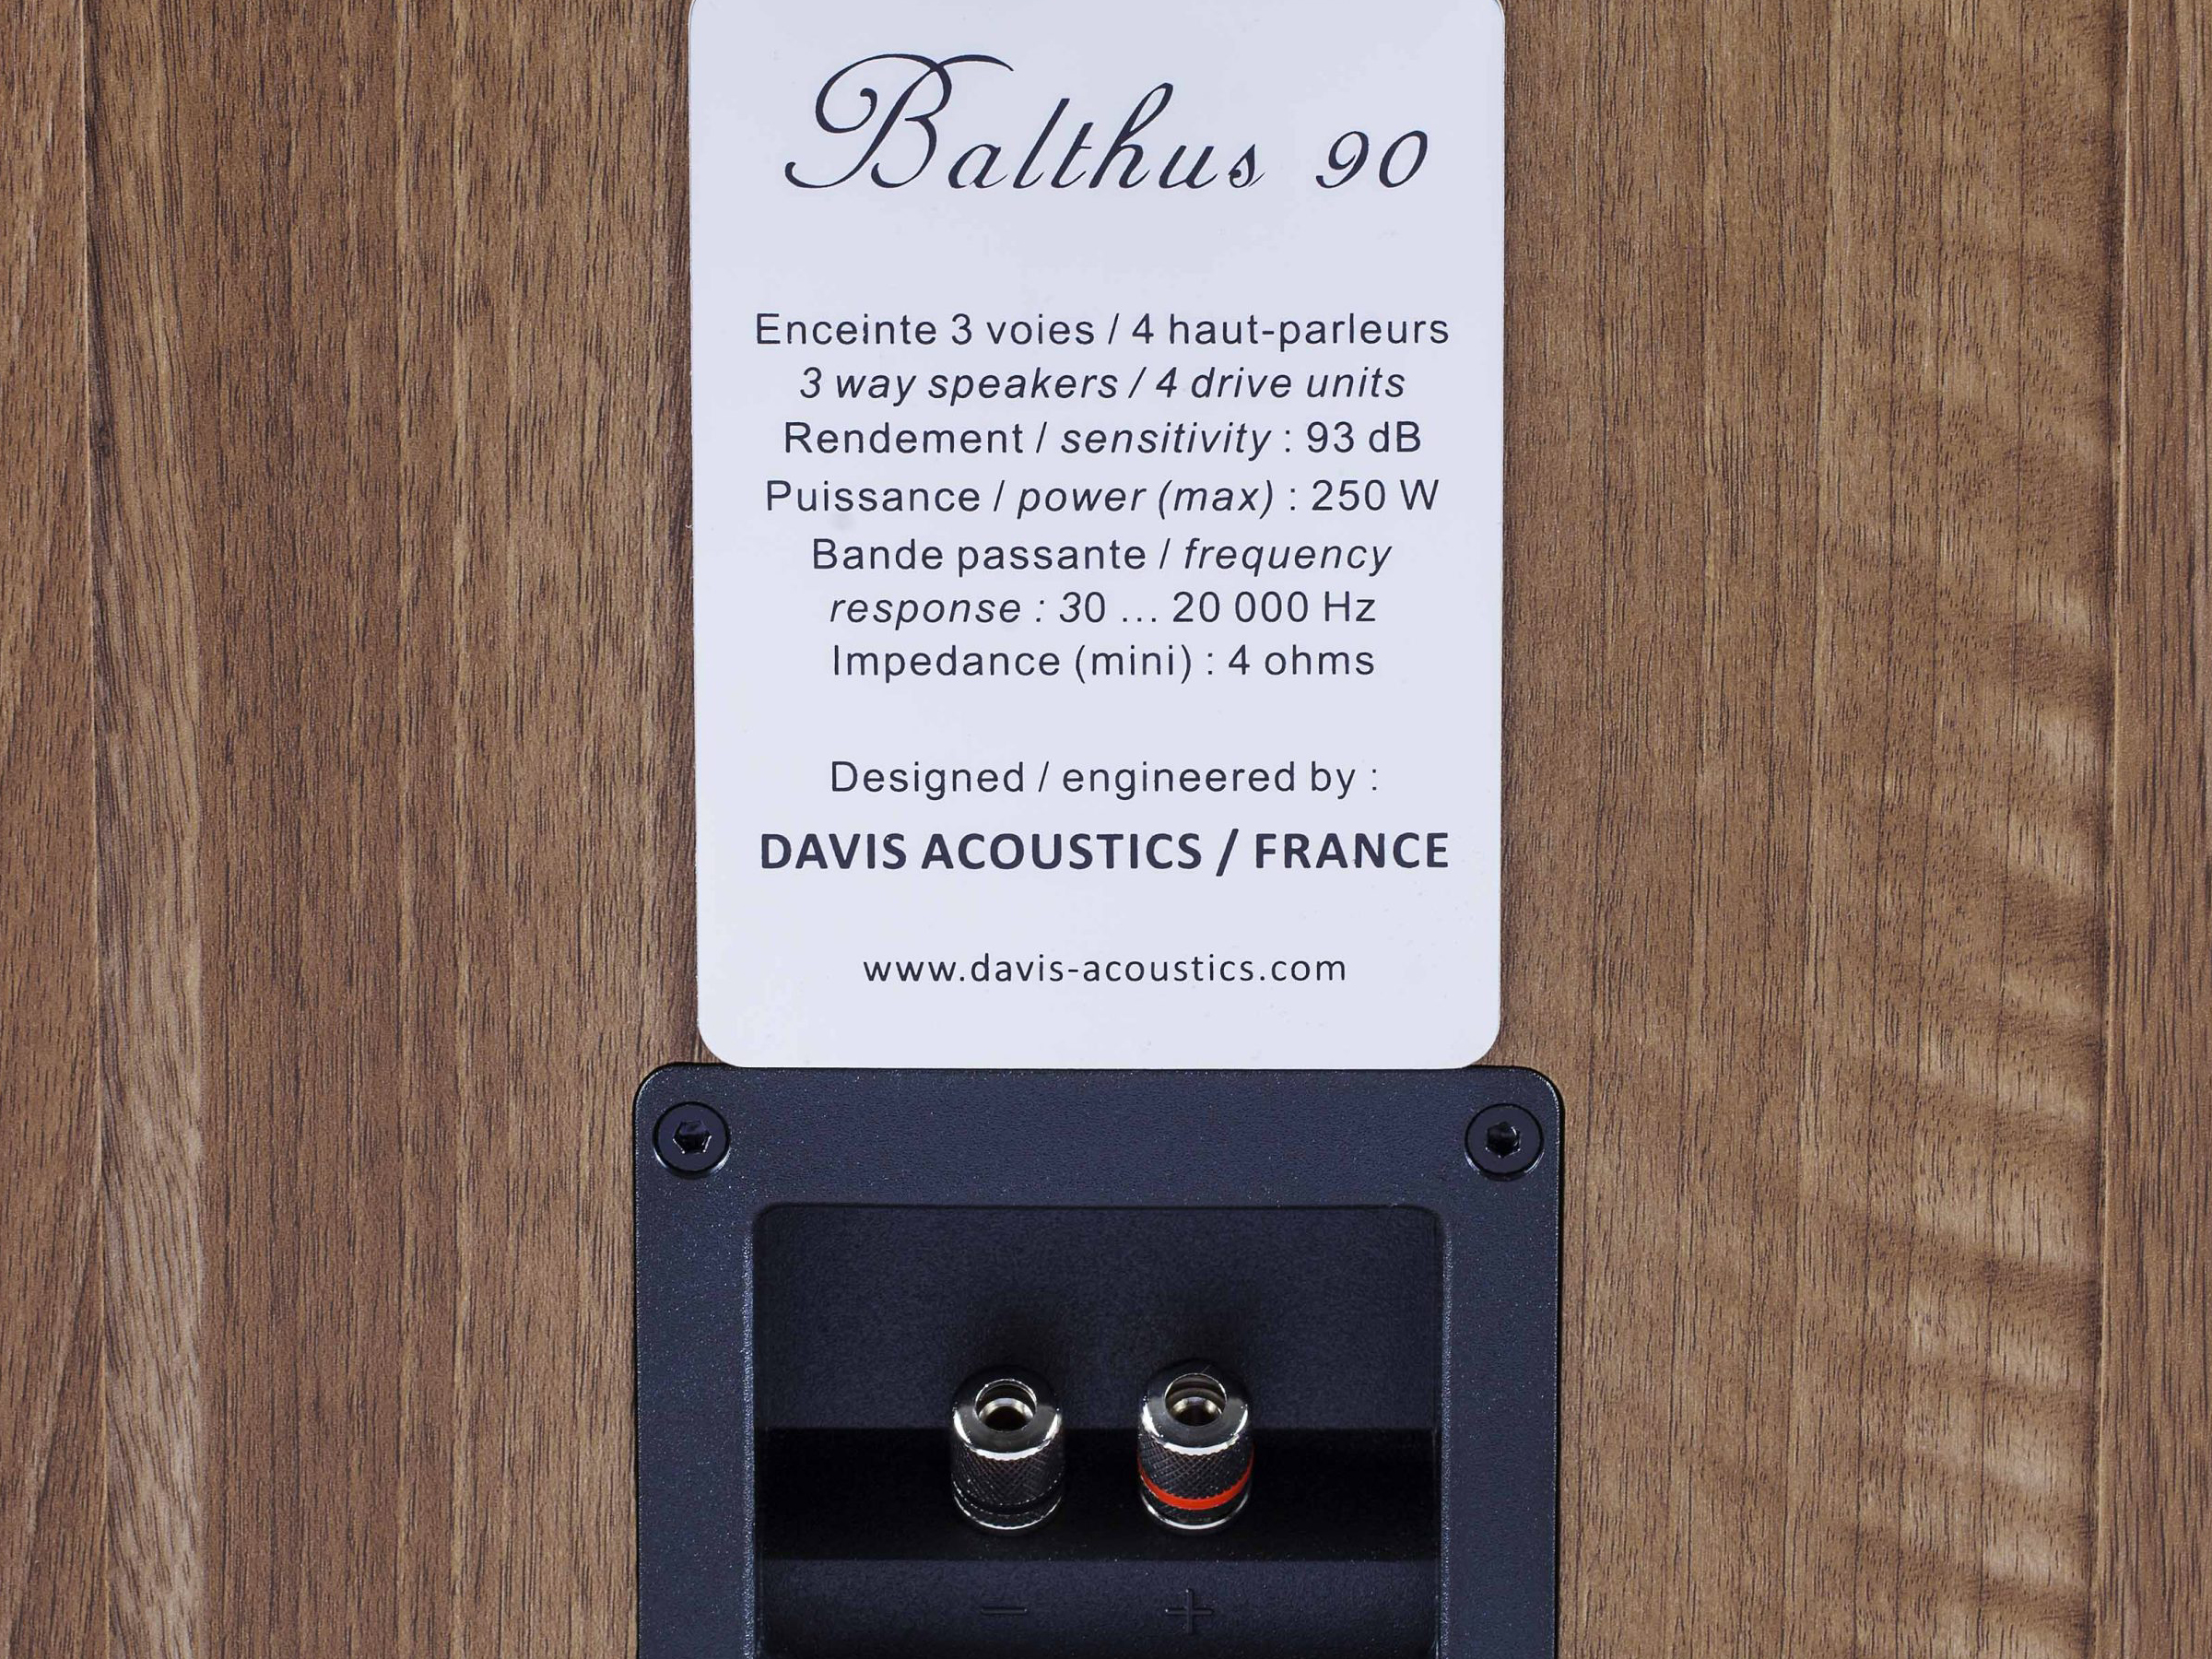 Balthus 90
Enceinte 3 voies / 4 haut-parleurs
3 way speakers / 4 drive units
Rendement / sensitivity : 93 dB
Puissance / power (max) : 250 W
Bande passante / frequency
response : 30 ... 20 000 Hz
Impedance (mini) : 4 ohms
Designed / engineered by :
DAVIS ACOUSTICS / FRANCE
www.davis-acoustics.com
− +